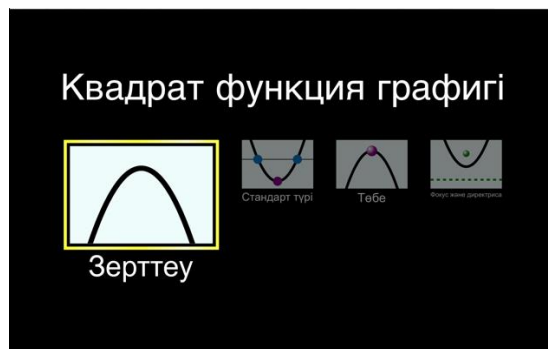 Квадрат функция графигі
Зерттеу
Стандарт түрі
Төбе
Фокус және директриса